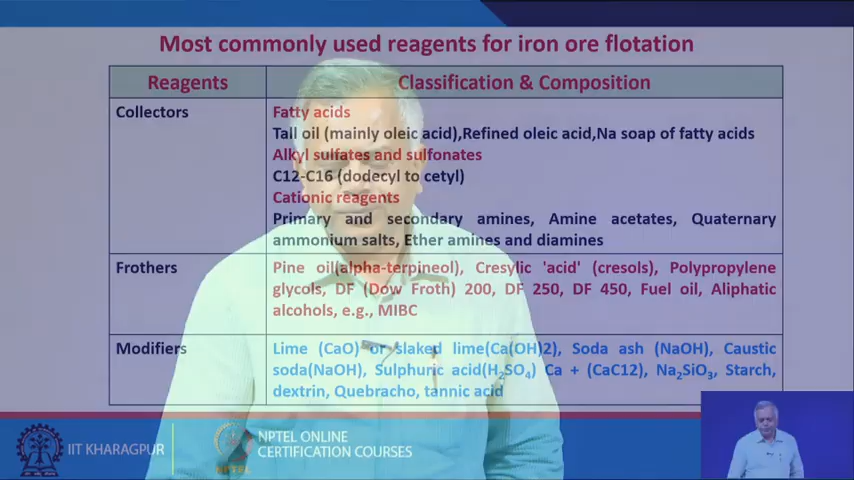 Most commonly used reagents for iron ore flotation
Reagents
Classification & Composition
Collectors
Fatty acids
Tall oil (mainly oleic acid),Refined oleic acid,Na soap of fatty acids
Alkyl sulfates and sulfonates
C12-C16 (dodecyl to cetyl)
Cationic reagents
Primary and secondary amines, Amine acetates, Quaternary
ammonium salts, Ether amines and diamines
Frothers
Pine oil(alpha-terpineol), Cresylic 'acid' (cresols), Polypropylene
glycols, DF (Dow Froth) 200, DF 250, DF 450, Fuel oil, Aliphatic
alcohols, e.g., MIBC
Modifiers
Lime (CaO) or slaked lime(Ca(OH)2), Soda ash (NaOH), Caustic
soda(NaOH), Sulphuric acid(H₂SO₄) Ca + (CaC12), Na₂SiO₃, Starch,
dextrin, Quebracho, tannic acid
IIT KHARAGPUR
NPTEL
NPTEL ONLINE
CERTIFICATION COURSES